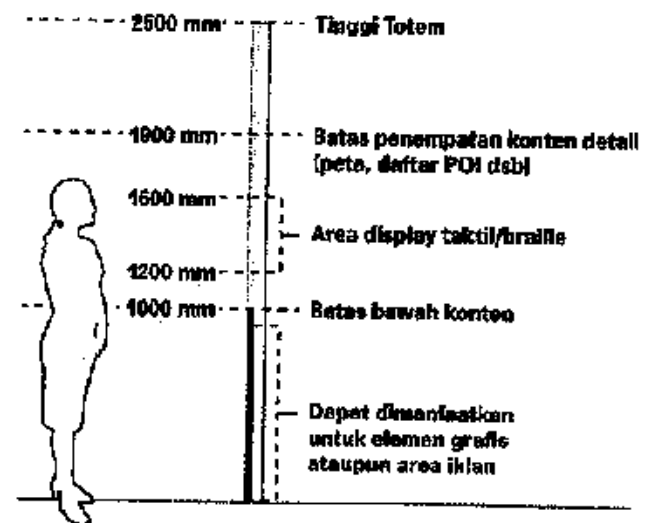 2500 mm Tinggi Totem
1900 mm Batas penempatan konten detail
(peta, daftar POI dsb)
1600 mm
Area display taktil/braille
1200 mm
1000 mm Batas bawah konten
Dapat dimanfaatkan
untuk elemen grafis
ataupun area iklan